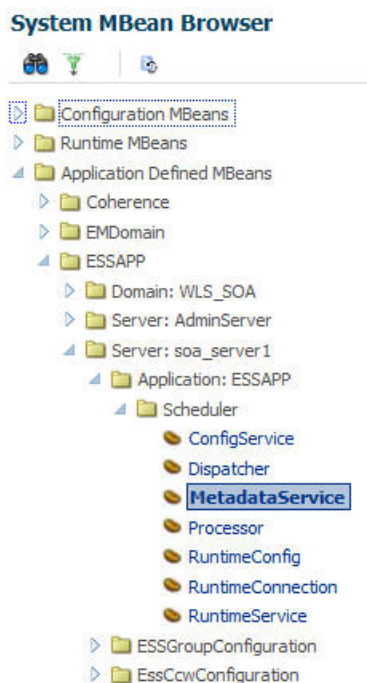 System MBean Browser
Configuration MBeans
Runtime MBeans
Application Defined MBeans
Coherence
EMDomain
ESSAPP
Domain: WLS_SOA
Server: AdminServer
Server: soa_server1
Application: ESSAPP
Scheduler
ConfigService
Dispatcher
MetadataService
Processor
RuntimeConfig
RuntimeConnection
RuntimeService
ESSGroupConfiguration
EssCcwConfiguration